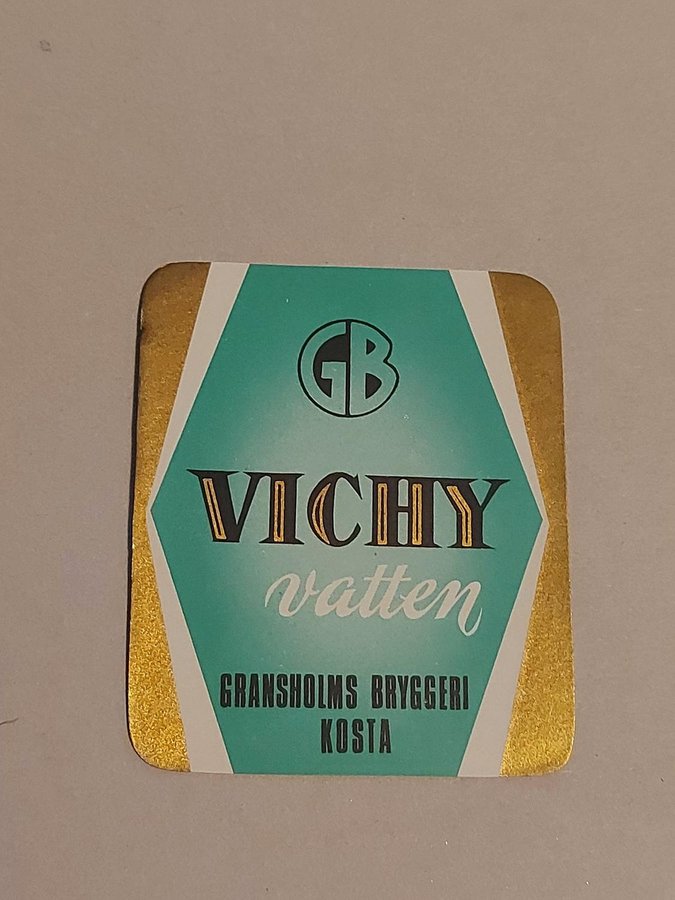 GB
VICHY
vatten
GRANSHOLMS BRYGGERI
KOSTA